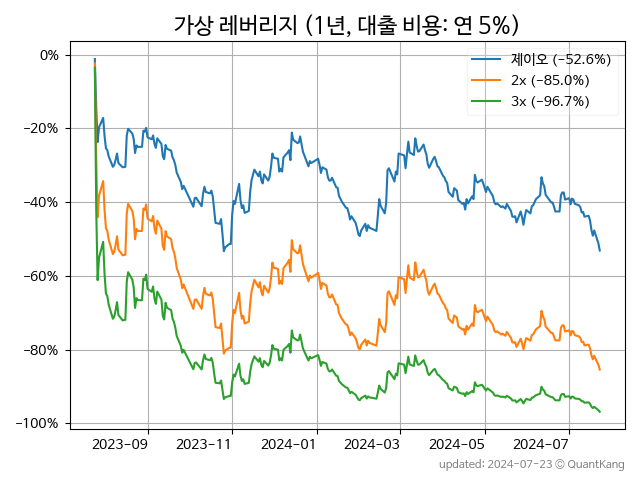 가상 레버리지 (1년, 대출 비용: 연 5%)
제이오 (−52.6%)
2x (−85.0%)
3x (−96.7%)
0%
−20%
−40%
−60%
−80%
−100%
2023-09 2023-11 2024-01 2024-03 2024-05 2024-07
updated: 2024-07-23 © QuantKang